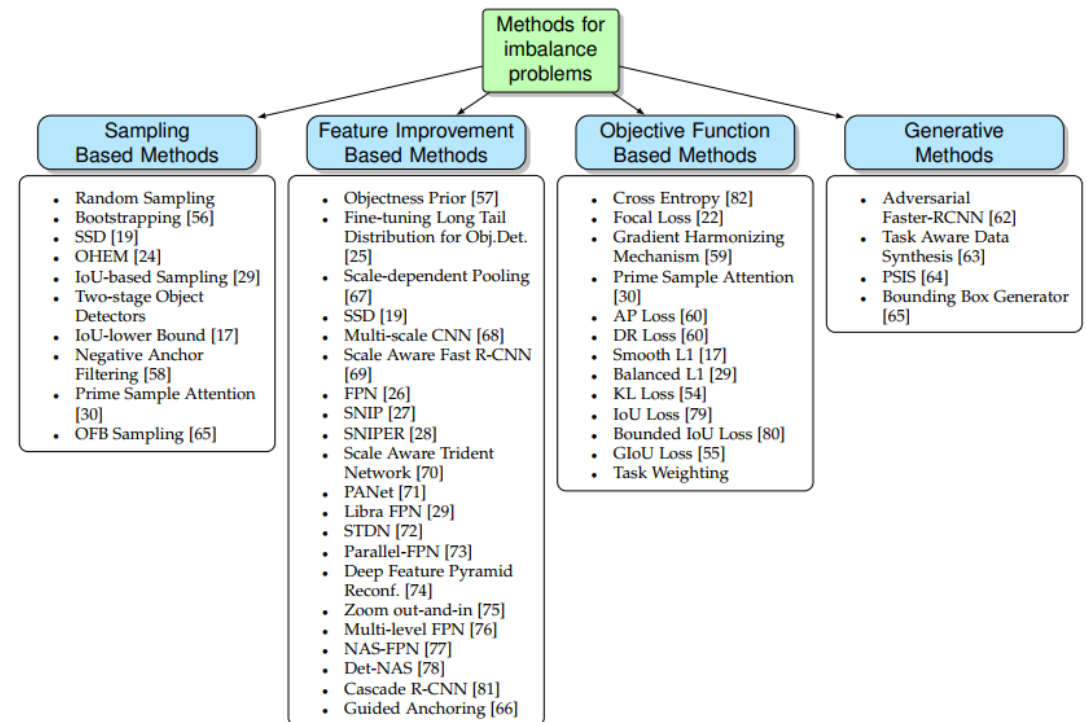 Methods for
imbalance
problems
Sampling
Based Methods
• Random Sampling
• Bootstrapping [56]
• SSD [19]
• OHEM [24]
• IoU-based Sampling [29]
• Two-stage Object
Detectors
• IoU-lower Bound [17]
• Negative Anchor
Filtering [58]
• Prime Sample Attention
[30]
• OFB Sampling [65]
Feature Improvement
Based Methods
• Objectness Prior [57]
• Fine-tuning Long Tail
Distribution for Obj.Det.
[25]
• Scale-dependent Pooling
[67]
• SSD [19]
• Multi-scale CNN [68]
• Scale Aware Fast R-CNN
[69]
• FPN [26]
• SNIP [27]
• SNIPER [28]
• Scale Aware Trident
Network [70]
• PANet [71]
• Libra FPN [29]
• STDN [72]
• Parallel-FPN [73]
• Deep Feature Pyramid
Reconf. [74]
• Zoom out-and-in [75]
• Multi-level FPN [76]
• NAS-FPN [77]
• Det-NAS [78]
• Cascade R-CNN [81]
• Guided Anchoring [66]
Objective Function
Based Methods
• Cross Entropy [82]
• Focal Loss [22]
• Gradient Harmonizing
Mechanism [59]
• Prime Sample Attention
[30]
• AP Loss [60]
• DR Loss [60]
• Smooth L1 [17]
• Balanced L1 [29]
• KL Loss [54]
• IoU Loss [79]
• Bounded IoU Loss [80]
• GIoU Loss [55]
• Task Weighting
Generative
Methods
• Adversarial
Faster-RCNN [62]
• Task Aware Data
Synthesis [63]
• PSIS [64]
• Bounding Box Generator
[65]